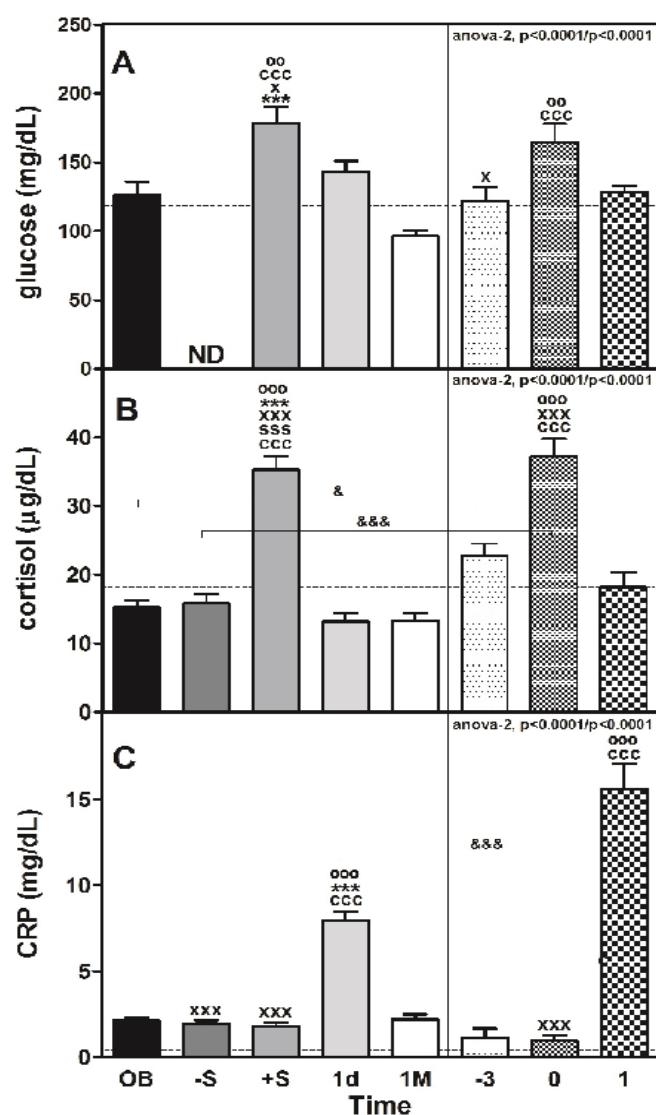 anova-2, p<0.0001/p<0.0001
A
250
200
150
100
50
0
glucose (mg/dL)
oo
CCC
x
***
ND
x
oo
CCC
anova-2, p<0.0001/p<0.0001
B
40
30
20
10
0
cortisol (µg/dL)
ooo
***
XXX
SSS
CCC
&
&&&
ooo
XXX
CCC
anova-2, p<0.0001/p<0.0001
C
15
10
5
0
CRP (mg/dL)
XXX
XXX
ooo
***
CCC
&&&
XXX
ooo
CCC
OB -S +S 1d 1M -3 0 1
Time